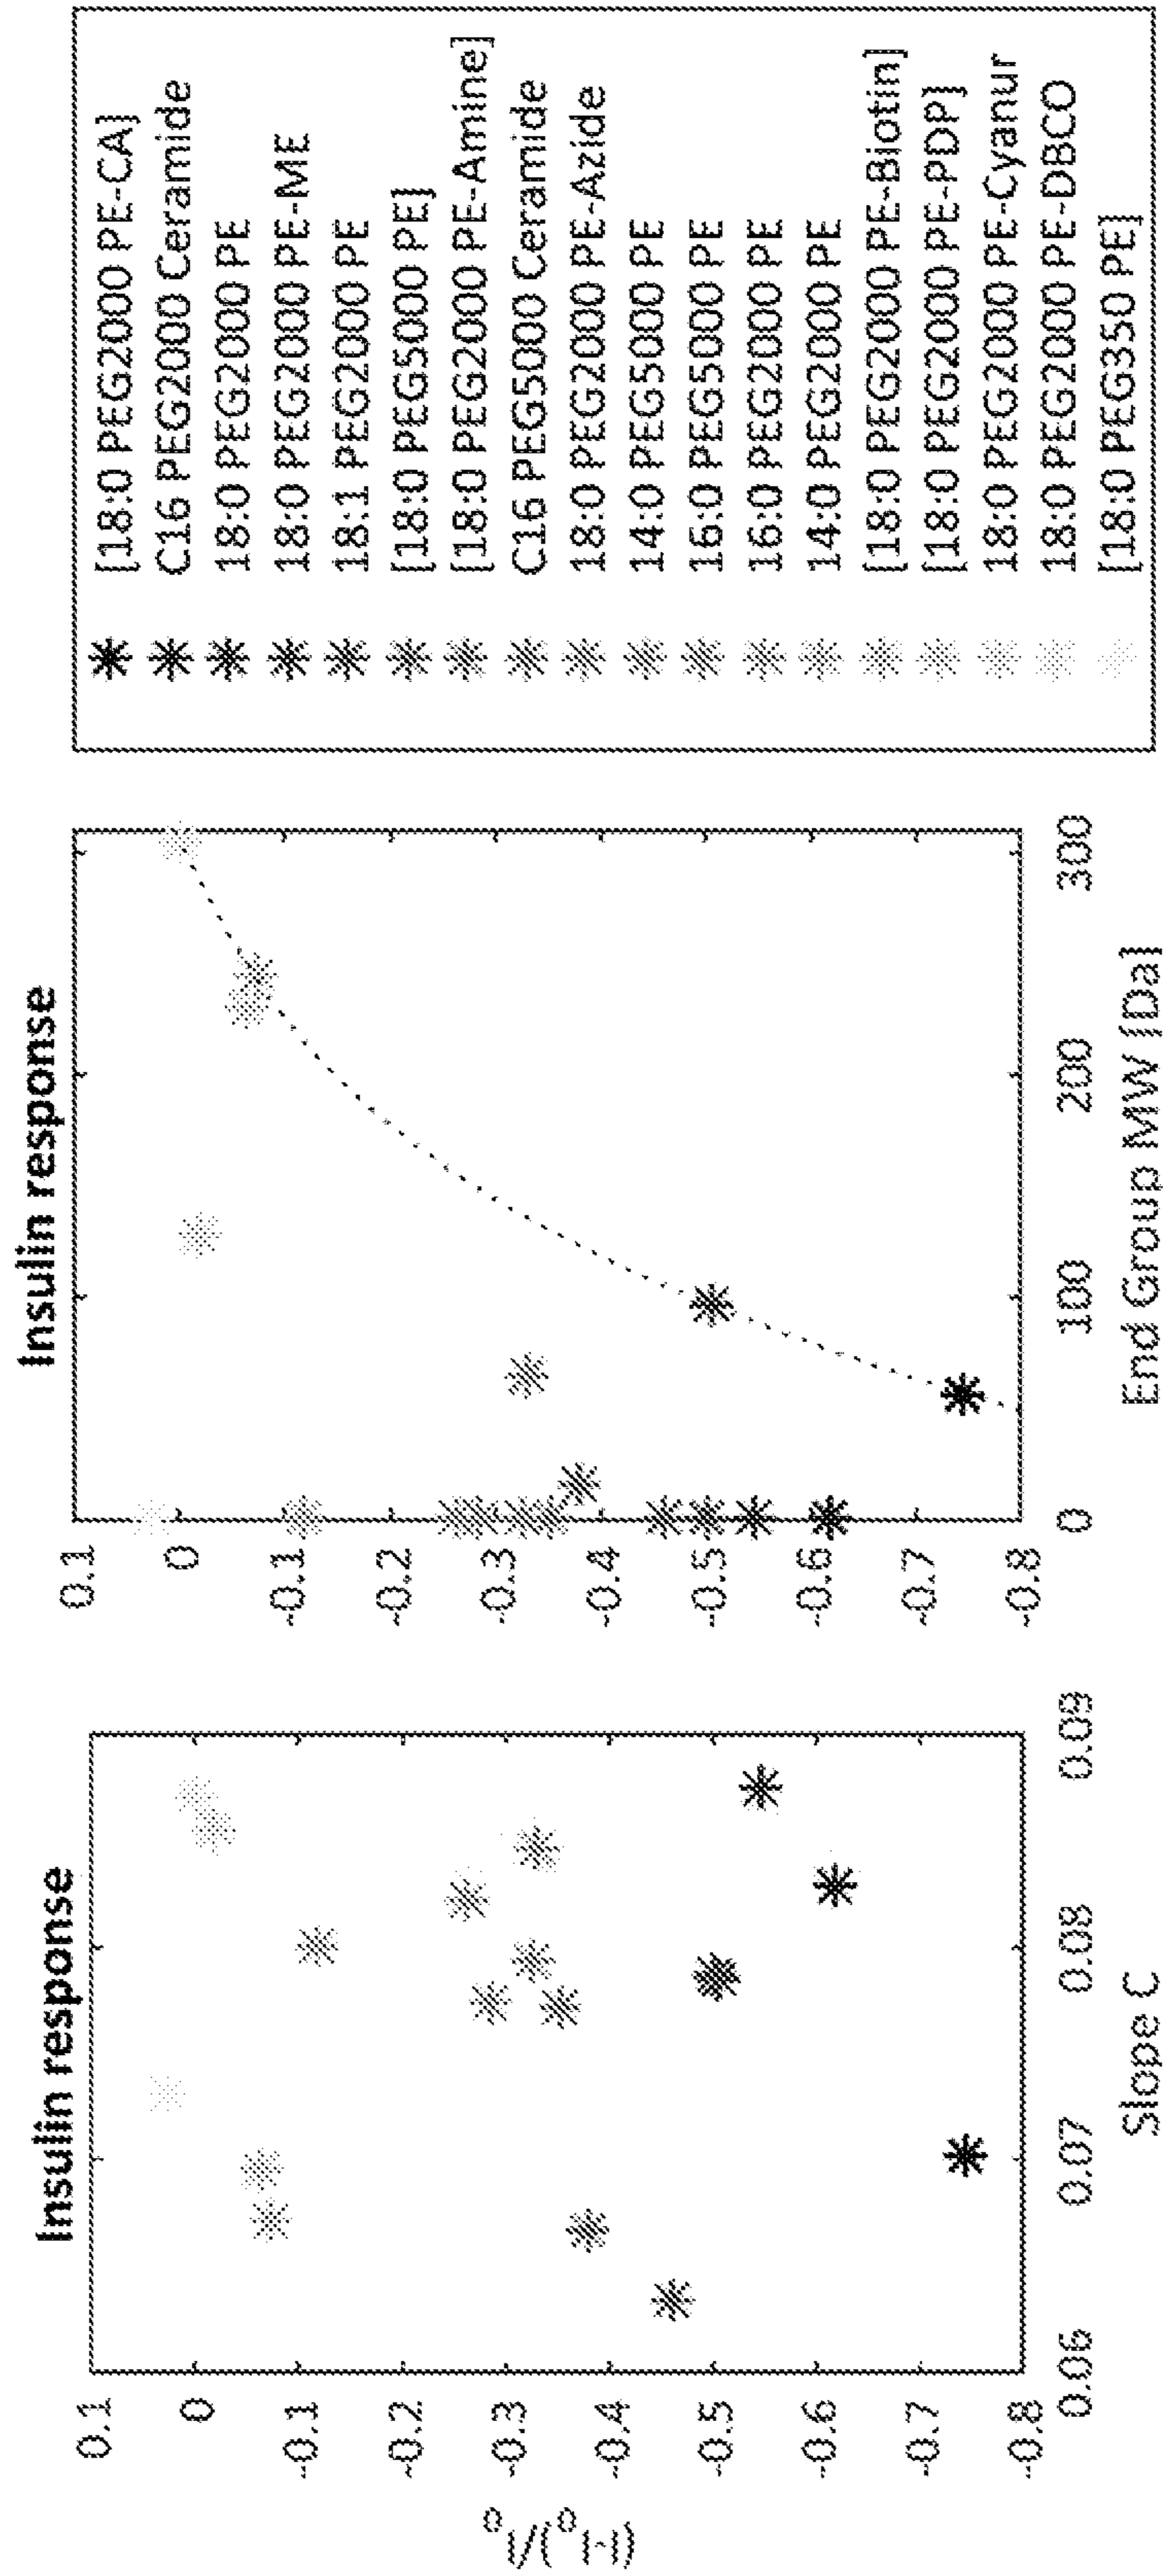 Insulin response
(I-I₀)/I₀
0.1
0
-0.1
-0.2
-0.3
-0.4
-0.5
-0.6
-0.7
-0.8
0.06
0.07
0.08
0.09
Slope C
Insulin response
0.1
0
-0.1
-0.2
-0.3
-0.4
-0.5
-0.6
-0.7
-0.8
0
100
200
300
End Group MW [Da]
[18:0 PEG2000 PE-CA]
C16 PEG2000 Ceramide
18:0 PEG2000 PE
18:0 PEG2000 PE-ME
18:1 PEG2000 PE
[18:0 PEG5000 PE]
[18:0 PEG2000 PE-Amine]
C16 PEG5000 Ceramide
18:0 PEG2000 PE-Azide
14:0 PEG5000 PE
16:0 PEG5000 PE
16:0 PEG2000 PE
14:0 PEG2000 PE
[18:0 PEG2000 PE-Biotin]
[18:0 PEG2000 PE-PDP]
18:0 PEG2000 PE-Cyanur
18:0 PEG2000 PE-DBCO
[18:0 PEG350 PE]